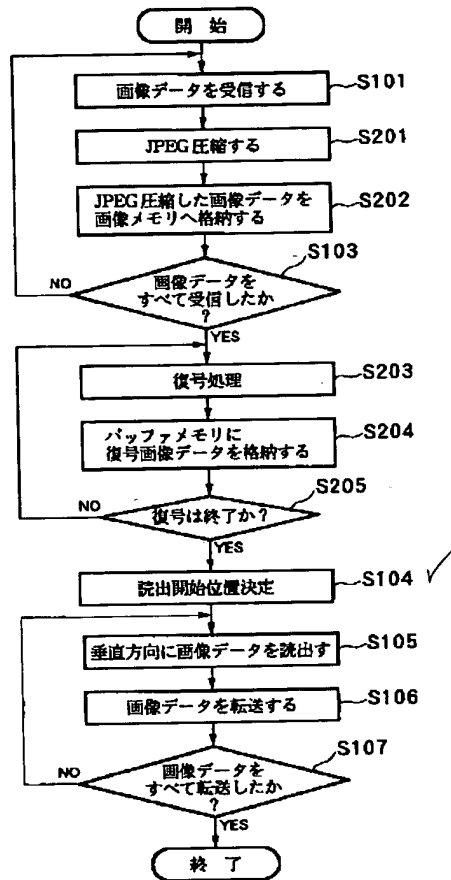 開始
画像データを受信する
S101
JPEG圧縮する
S201
JPEG圧縮した画像データを
画像メモリへ格納する
S202
画像データを
すべて受信したか
?
S103
NO
YES
復号処理
S203
バッファメモリに
復号画像データを格納する
S204
復号は終了か?
S205
NO
YES
読出開始位置決定
S104
垂直方向に画像データを読出す
S105
画像データを転送する
S106
画像データを
すべて転送したか
?
S107
NO
YES
終了